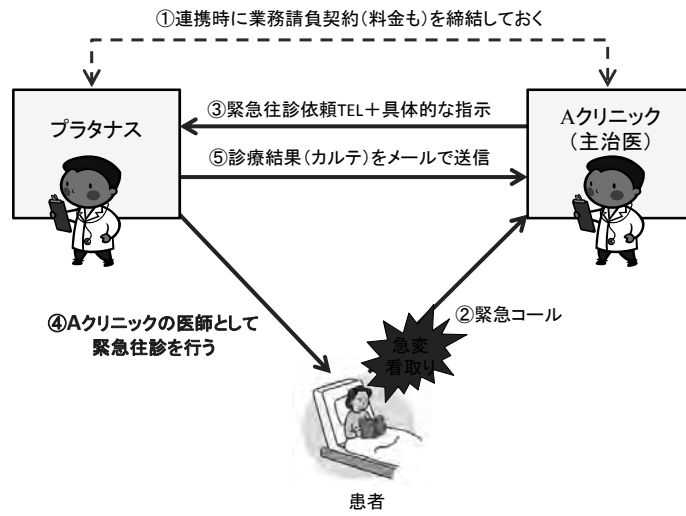 ①連携時に業務請負契約(料金も)を締結しておく
プラタナス
③緊急往診依頼TEL+具体的な指示
Aクリニック
(主治医)
⑤診療結果(カルテ)をメールで送信
④Aクリニックの医師として
緊急往診を行う
②緊急コール
急変
看取り
患者